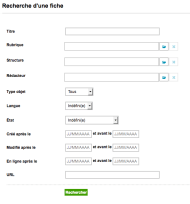 Recherche d'une fiche
Titre
Rubrique
Structure
Rédacteur
Type objet Tous
Langue Indéfini(e)
État Indéfini(e)
Créé après le JJ/MM/AAAA et avant le JJ/MM/AAAA
Modifié après le JJ/MM/AAAA et avant le JJ/MM/AAAA
En ligne après le JJ/MM/AAAA et avant le JJ/MM/AAAA
URL
Rechercher